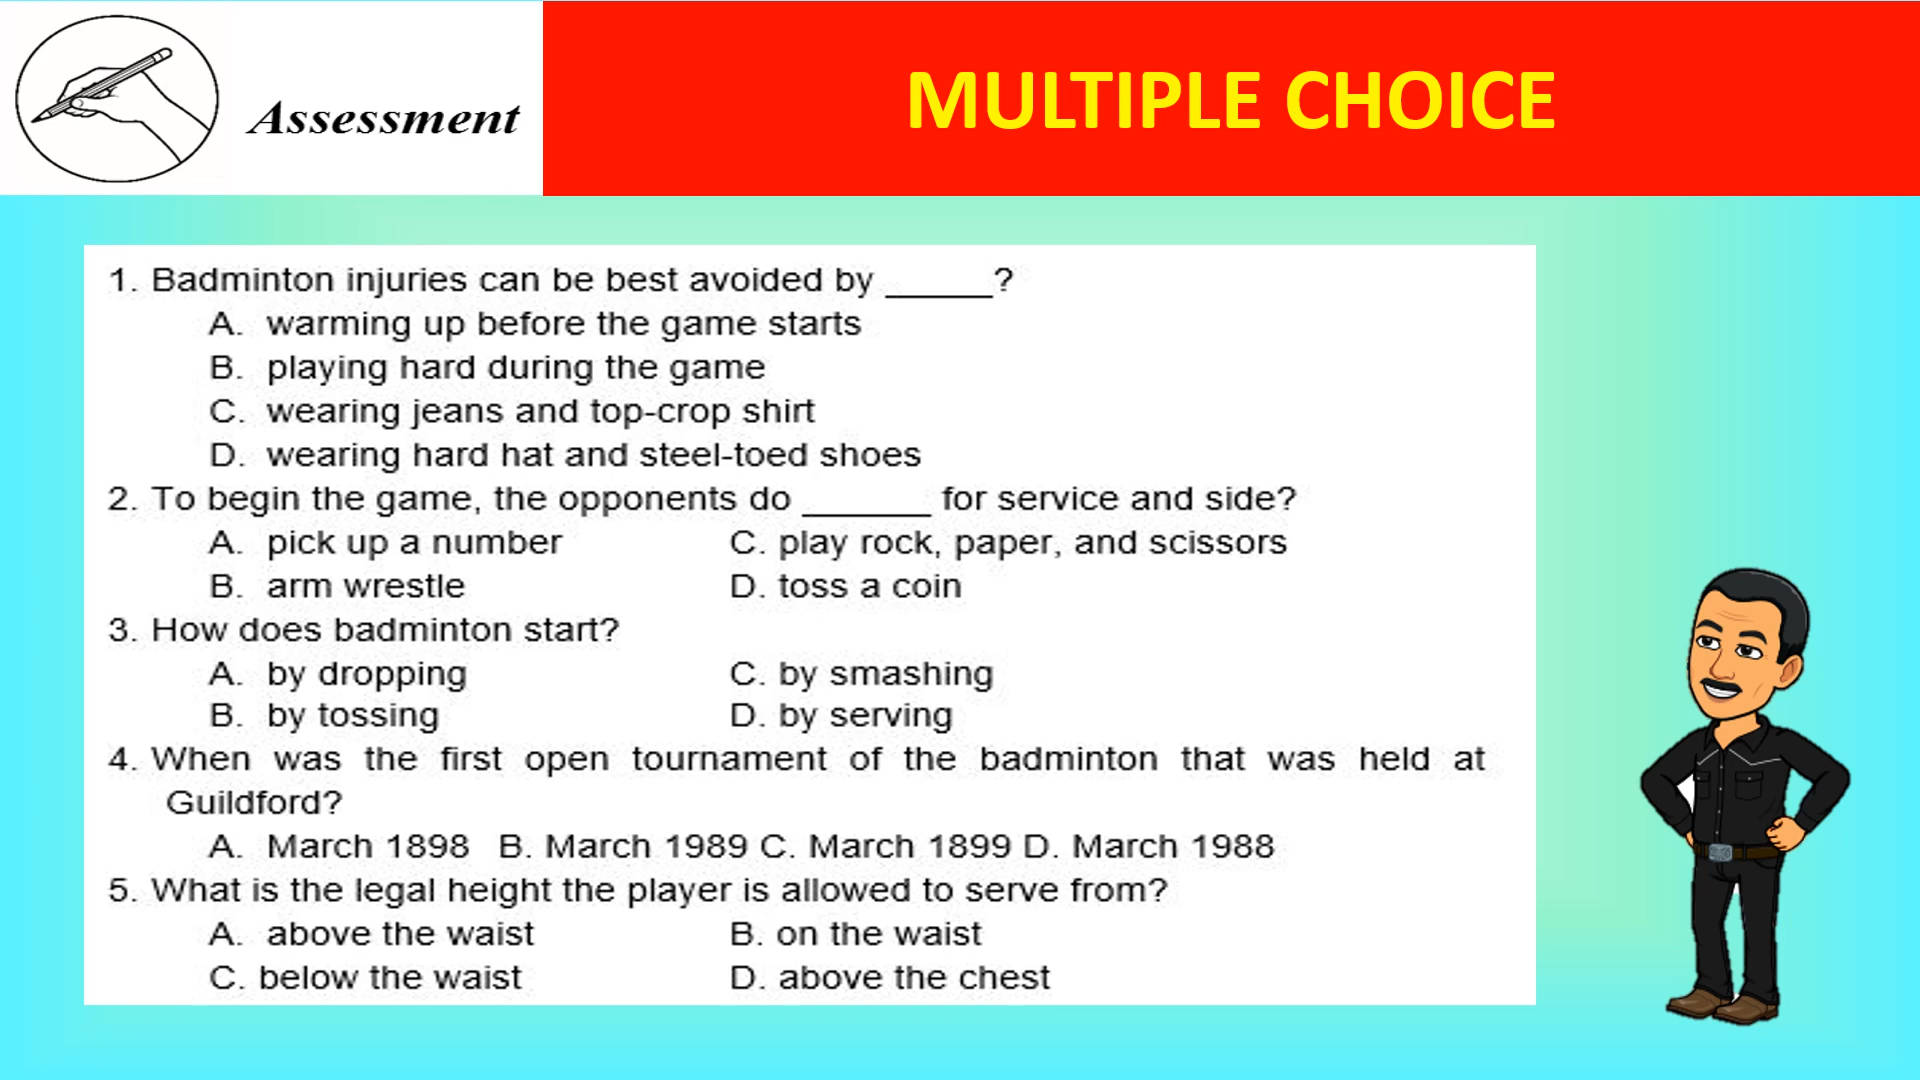 Assessment
MULTIPLE CHOICE
1. Badminton injuries can be best avoided by ______?
A. warming up before the game starts
B. playing hard during the game
C. wearing jeans and top-crop shirt
D. wearing hard hat and steel-toed shoes
2. To begin the game, the opponents do _______ for service and side?
A. pick up a number C. play rock, paper, and scissors
B. arm wrestle D. toss a coin
3. How does badminton start?
A. by dropping C. by smashing
B. by tossing D. by serving
4. When was the first open tournament of the badminton that was held at
Guildford?
A. March 1898 B. March 1989 C. March 1899 D. March 1988
5. What is the legal height the player is allowed to serve from?
A. above the waist B. on the waist
C. below the waist D. above the chest